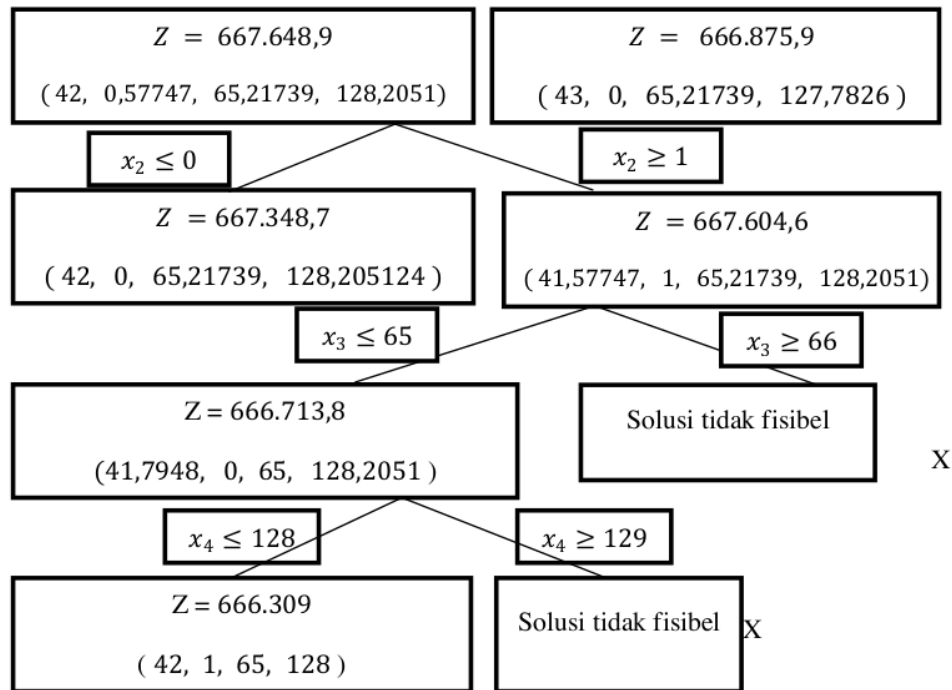 Z = 667.648,9
( 42, 0,57747, 65,21739, 128,2051)
Z = 666.875,9
( 43, 0, 65,21739, 127,7826 )
x₂ ≤ 0
x₂ ≥ 1
Z = 667.348,7
( 42, 0, 65,21739, 128,205124 )
Z = 667.604,6
(41,57747, 1, 65,21739, 128,2051)
x₃ ≤ 65
x₃ ≥ 66
Z = 666.713,8
(41,7948, 0, 65, 128,2051 )
Solusi tidak fisibel
X
x₄ ≤ 128
x₄ ≥ 129
Z = 666.309
( 42, 1, 65, 128 )
Solusi tidak fisibel
X